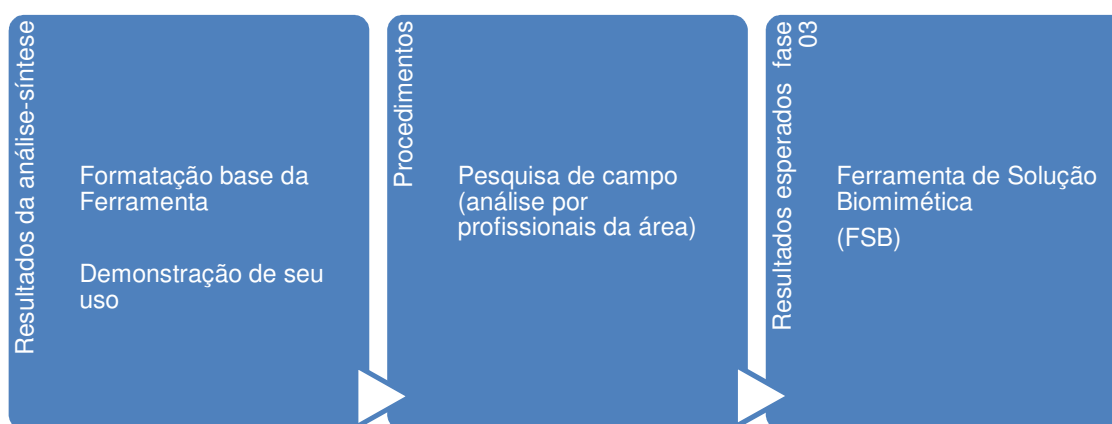 Resultados da análise-síntese
Formatação base da
Ferramenta
Demonstração de seu
uso
Procedimentos
Pesquisa de campo
(análise por
profissionais da área)
Resultados esperados fase
03
Ferramenta de Solução
Biomimética
(FSB)